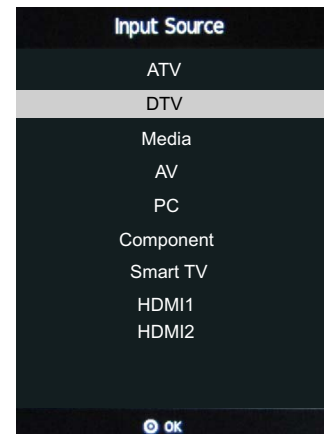 Input Source
ATV
DTV
Media
AV
PC
Component
Smart TV
HDMI1
HDMI2
OK